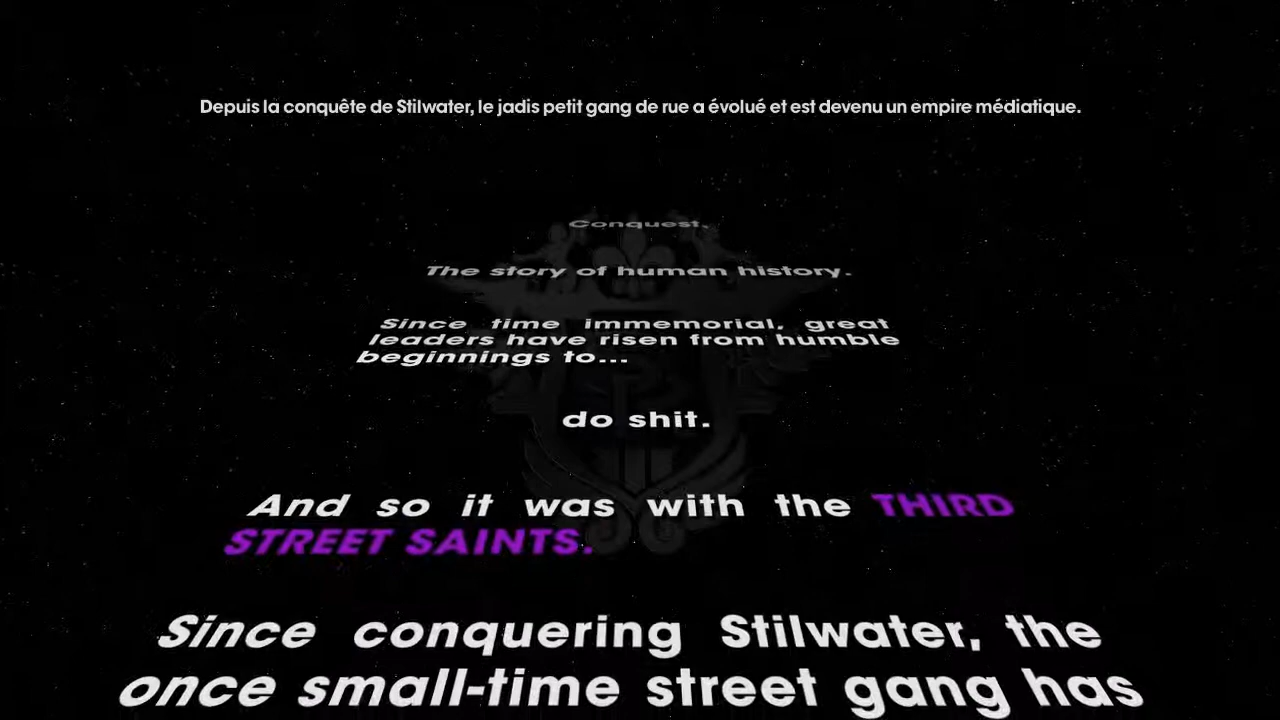 Depuis la conquête de Stilwater, le jadis petit gang de rue a évolué et est devenu un empire médiatique.
Conquest.
The story of human history.
Since time immemorial, great
leaders have risen from humble
beginnings to...
do shit.
And so it was with the THIRD
STREET SAINTS.
Since conquering Stilwater, the
once small-time street gang has